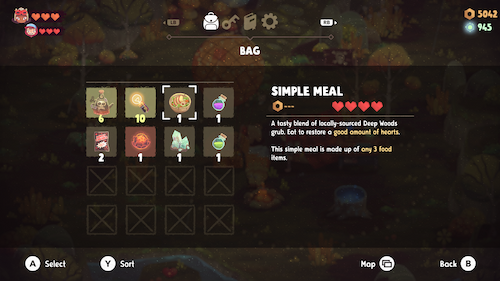 LB
RB
5042
945
BAG
SIMPLE MEAL
---
A tasty blend of locally-sourced Deep Woods
grub. Eat to restore a good amount of hearts.
This simple meal is made up of any 3 food
items.
6 10 1 1
2 1 1 1
A Select
Y Sort
Map
Back B